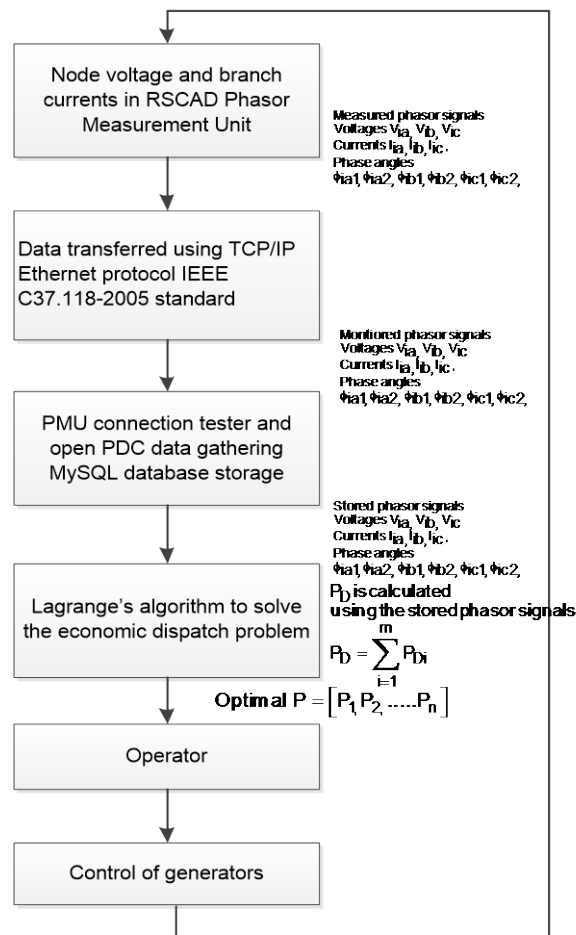 Node voltage and branch
currents in RSCAD Phasor
Measurement Unit
Measured phasor signals
Voltages Via, Vib, Vic
Currents Iia, Iib, Iic .
Phase angles
ϕia1, ϕia2, ϕib1, ϕib2, ϕic1, ϕic2,
Data transferred using TCP/IP
Ethernet protocol IEEE
C37.118-2005 standard
Montiored phasor signals
Voltages Via, Vib, Vic
Currents Iia, Iib, Iic .
Phase angles
ϕia1, ϕia2, ϕib1, ϕib2, ϕic1, ϕic2,
PMU connection tester and
open PDC data gathering
MySQL database storage
Stored phasor signals
Voltages Via, Vib, Vic
Currents Iia, Iib, Iic .
Phase angles
ϕia1, ϕia2, ϕib1, ϕib2, ϕic1, ϕic2,
Lagrange's algorithm to solve
the economic dispatch problem
PD is calculated
using the stored phasor signals
PD = ∑ m i=1 PDi
Optimal P = [P1, P2, .....Pn]
Operator
Control of generators